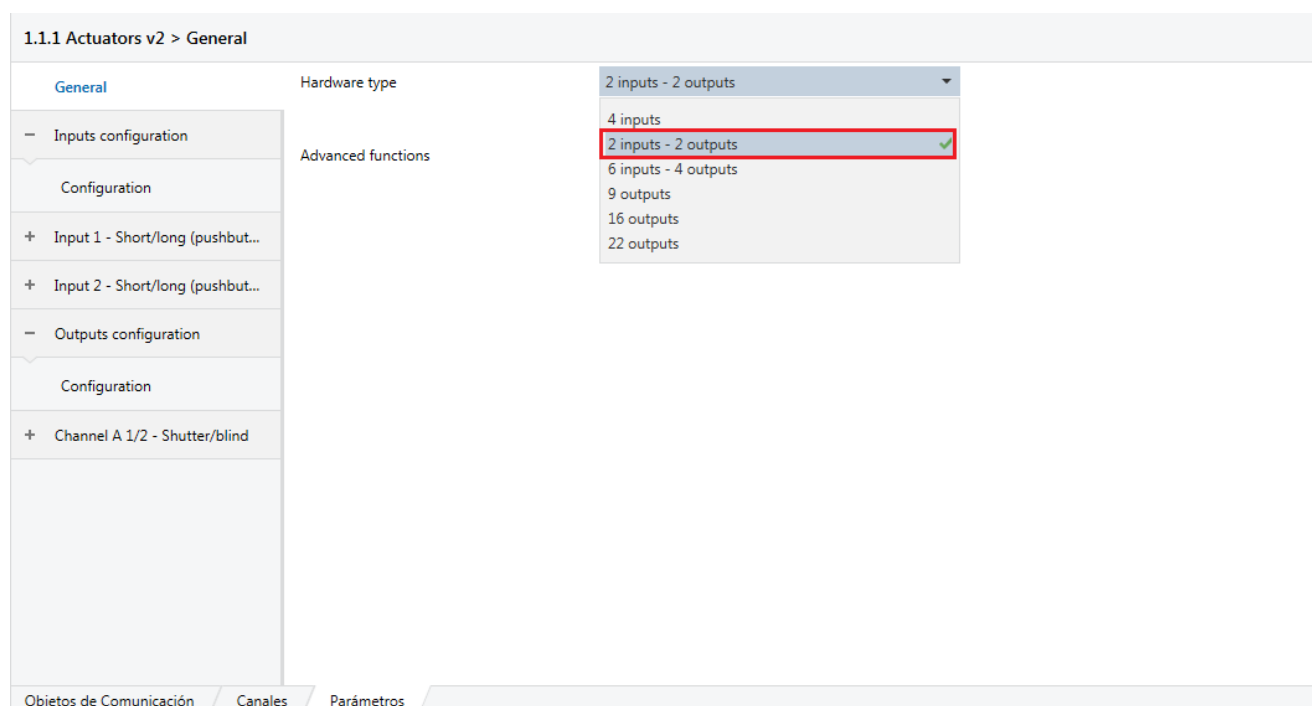 1.1.1 Actuators v2 > General
General
Hardware type
2 inputs - 2 outputs
4 inputs
2 inputs - 2 outputs
6 inputs - 4 outputs
9 outputs
16 outputs
22 outputs
Advanced functions
− Inputs configuration
Configuration
+ Input 1 - Short/long (pushbut...
+ Input 2 - Short/long (pushbut...
− Outputs configuration
Configuration
+ Channel A 1/2 - Shutter/blind
Objetos de Comunicación / Canales / Parámetros